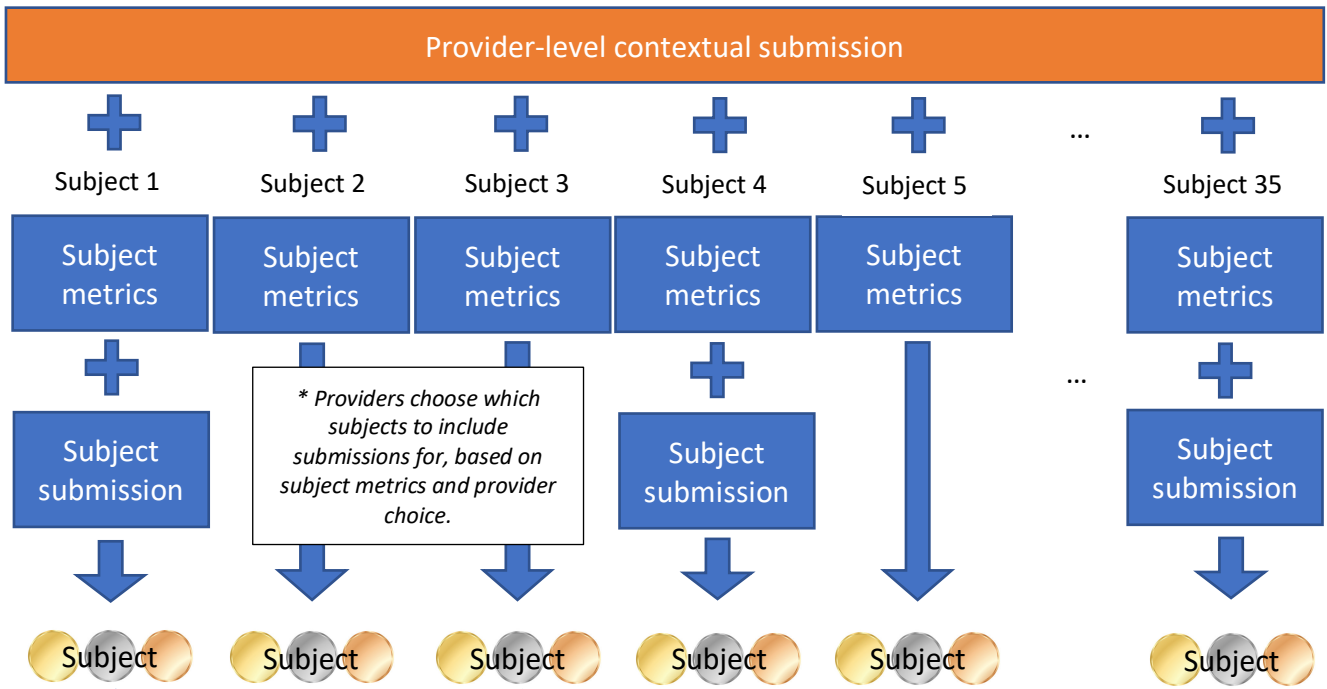 Provider-level contextual submission
...
Subject 1
Subject 2
Subject 3
Subject 4
Subject 5
Subject 35
Subject
metrics
Subject
metrics
Subject
metrics
Subject
metrics
Subject
metrics
Subject
metrics
...
* Providers choose which
subjects to include
submissions for, based on
subject metrics and provider
choice.
Subject
submission
Subject
submission
Subject
submission
Subject
Subject
Subject
Subject
Subject
Subject